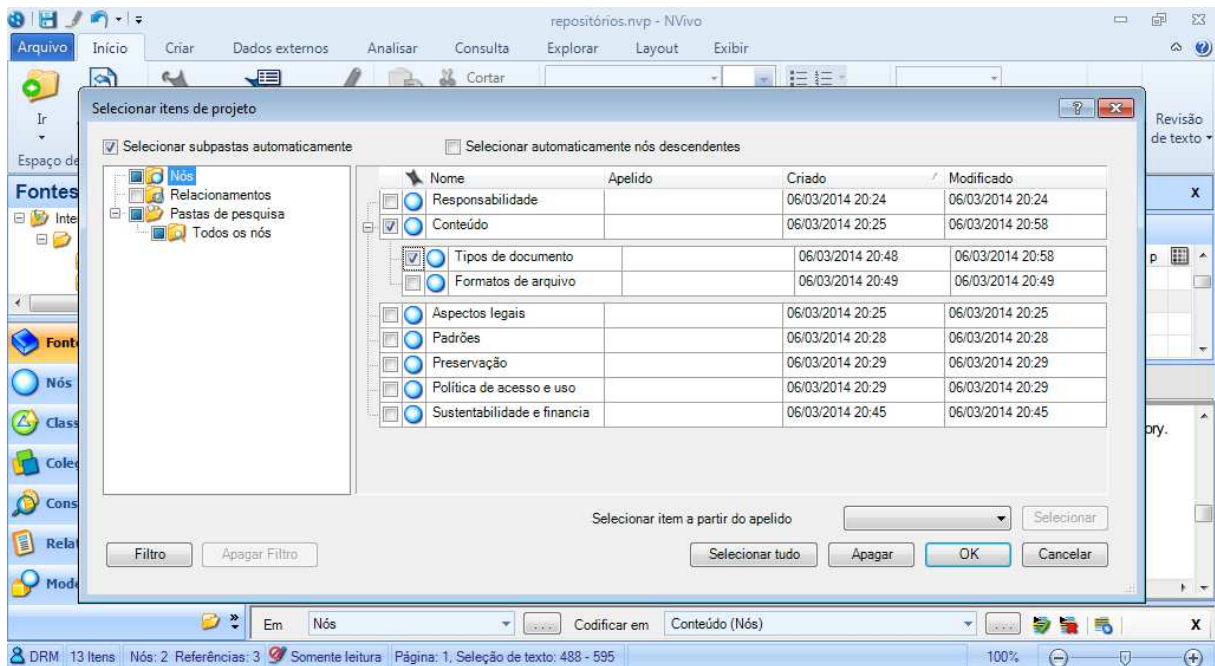 repositórios.nvp - NVivo
Arquivo Início Criar Dados externos Analisar Consulta Explorar Layout Exibir
Cortar
Ir
Revisão de texto
Espaço de
Selecionar itens de projeto
Selecionar subpastas automaticamente Selecionar automaticamente nós descendentes
Nós
Relacionamentos
Pastas de pesquisa
Todos os nós
Nome Apelido Criado Modificado
Responsabilidade 06/03/2014 20:24 06/03/2014 20:24
Conteúdo 06/03/2014 20:25 06/03/2014 20:58
Tipos de documento 06/03/2014 20:48 06/03/2014 20:58
Formatos de arquivo 06/03/2014 20:49 06/03/2014 20:49
Aspectos legais 06/03/2014 20:25 06/03/2014 20:25
Padrões 06/03/2014 20:28 06/03/2014 20:28
Preservação 06/03/2014 20:29 06/03/2014 20:29
Política de acesso e uso 06/03/2014 20:29 06/03/2014 20:29
Sustentabilidade e financia 06/03/2014 20:45 06/03/2014 20:45
Selecionar item a partir do apelido Selecionar
Filtro Apagar Filtro Selecionar tudo Apagar OK Cancelar
Fontes
Inte
x
p
ory.
Fonte
Nós
Class
Coleç
Cons
Relat
Mode
Em Nós Codificar em Conteúdo (Nós) x
DRM 13 Itens Nós: 2 Referências: 3 Somente leitura Página: 1, Seleção de texto: 488 - 595 100%